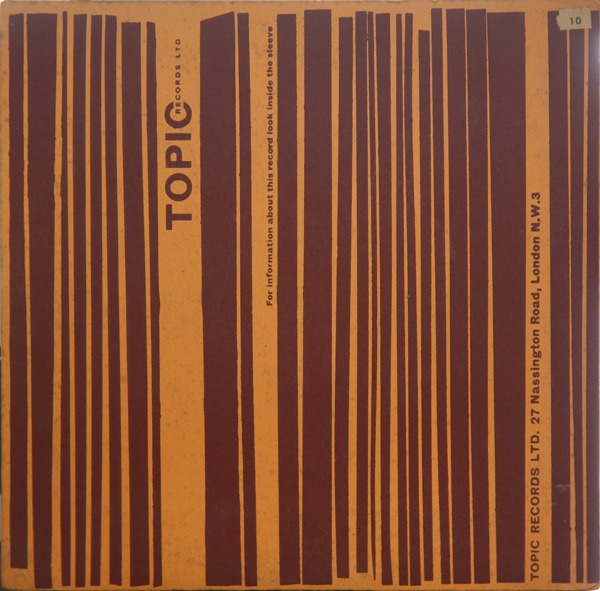 TOPIC
RECORDS LTD
For information about this record look inside the sleeve
TOPIC RECORDS LTD. 27 Nassington Road, London N.W.3
10